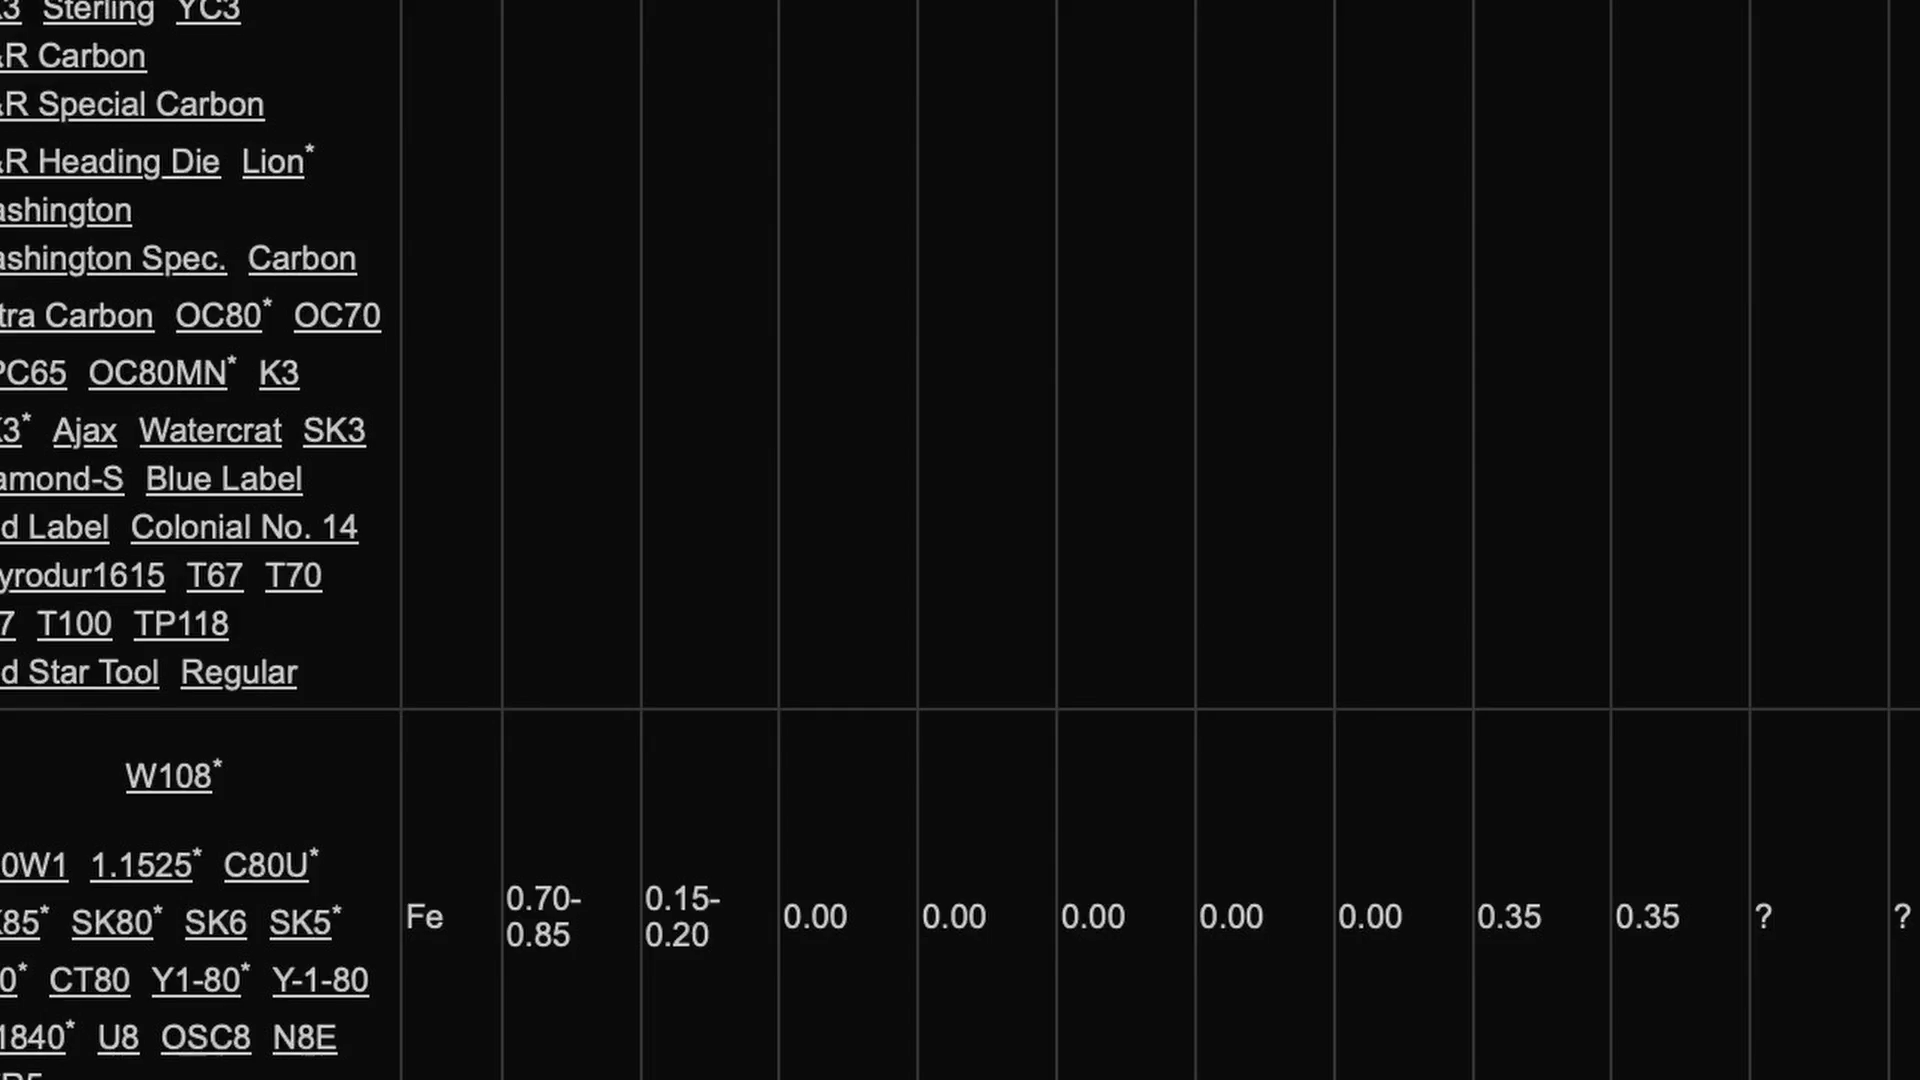 Sterling YC3
&R Carbon
&R Special Carbon
&R Heading Die Lion*
ashington
ashington Spec. Carbon
tra Carbon OC80* OC70
PC65 OC80MN* K3
K3* Ajax Watercrat SK3
amond-S Blue Label
d Label Colonial No. 14
yrodur1615 T67 T70
7 T100 TP118
d Star Tool Regular
W108*
0W1 1.1525* C80U*
K85* SK80* SK6 SK5*
0* CT80 Y1-80* Y-1-80
1840* U8 OSC8 N8E
Fe
0.70-
0.85
0.15-
0.20
0.00
0.00
0.00
0.00
0.00
0.35
0.35
?
?